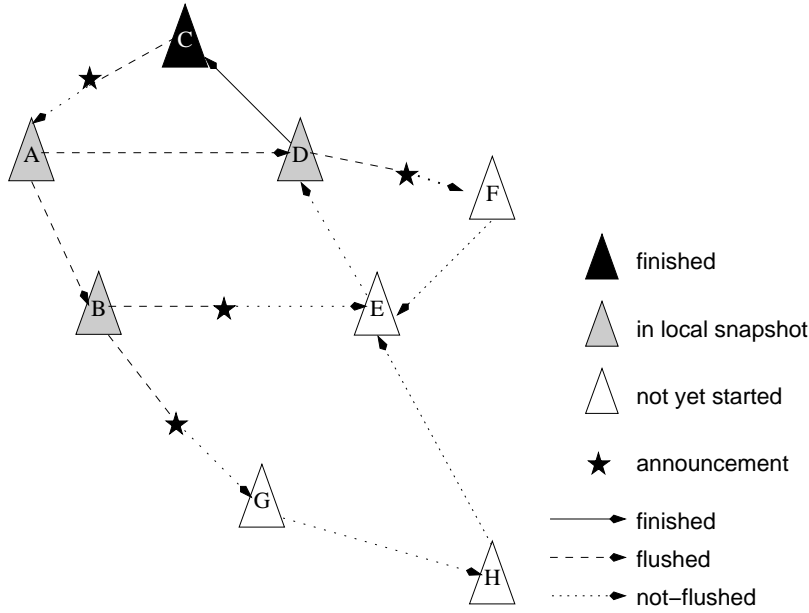 C
A
D
F
B
E
G
H
finished
in local snapshot
not yet started
announcement
finished
flushed
not–flushed